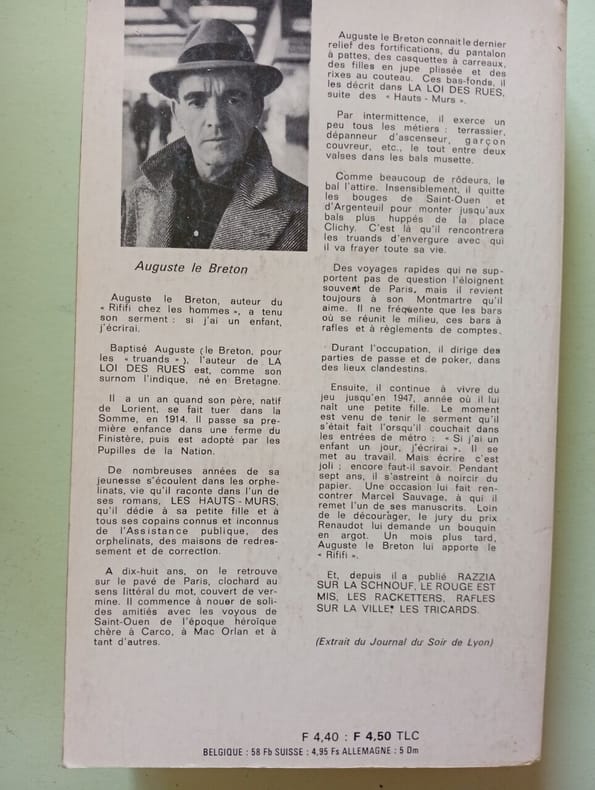 Auguste le Breton
Auguste le Breton, auteur du
« Rififi chez les hommes », a tenu
son serment : si j'ai un enfant,
j'écrirai.
Baptisé Auguste (le Breton, pour
les « truands »), l'auteur de LA
LOI DES RUES est, comme son
surnom l'indique, né en Bretagne.
Il a un an quand son père, natif
de Lorient, se fait tuer dans la
Somme, en 1914. Il passe sa pre-
mière enfance dans une ferme du
Finistère, puis est adopté par les
Pupilles de la Nation.
De nombreuses années de sa
jeunesse s'écoulent dans les orphe-
linats, vie qu'il raconte dans l'un de
ses romans, LES HAUTS-MURS,
qu'il dédie à sa petite fille et à
tous ses copains connus et inconnus
de l'Assistance publique, des
orphelinats, des maisons de redres-
sement et de correction.
A dix-huit ans, on le retrouve
sur le pavé de Paris, clochard au
sens littéral du mot, couvert de ver-
mine. Il commence à nouer de soli-
des amitiés avec les voyous de
Saint-Ouen de l'époque héroïque
chère à Carco, à Mac Orlan et à
tant d'autres.
Auguste le Breton connait le dernier
relief des fortifications, du pantalon
à pattes, des casquettes à carreaux,
des filles en jupe plissée et des
rixes au couteau. Ces bas-fonds, il
les décrit dans LA LOI DES RUES,
suite des « Hauts - Murs ».
Par intermittence, il exerce un
peu tous les métiers : terrassier,
dépanneur d'ascenseur, garçon
couvreur, etc., le tout entre deux
valses dans les bals musette.
Comme beaucoup de rôdeurs, le
bal l'attire. Insensiblement, il quitte
les bouges de Saint-Ouen et
d'Argenteuil pour monter jusqu'aux
bals plus huppés de la place
Clichy. C'est là qu'il rencontrera
les truands d'envergure avec qui
il va frayer toute sa vie.
Des voyages rapides qui ne sup-
portent pas de question l'éloignent
souvent de Paris, mais il revient
toujours à son Montmartre qu'il
aime. Il ne fréquente que les bars
où se réunit le milieu, ces bars à
rafles et à règlements de comptes.
Durant l'occupation, il dirige des
parties de passe et de poker, dans
des lieux clandestins.
Ensuite, il continue à vivre du
jeu jusqu'en 1947, année où il lui
naît une petite fille. Le moment
est venu de tenir le serment qu'il
s'était fait l'orsqu'il couchait dans
les entrées de métro : « Si j'ai un
enfant un jour, j'écrirai ». Il se
met au travail. Mais écrire c'est
joli ; encore faut-il savoir. Pendant
sept ans, il s'astreint à noircir du
papier. Une occasion lui fait ren-
contrer Marcel Sauvage, à qui il
remet l'un de ses manuscrits. Loin
de le décourager, le jury du prix
Renaudot lui demande un bouquin
en argot. Un mois plus tard,
Auguste le Breton lui apporte le
« Rififi ».
Et, depuis il a publié RAZZIA
SUR LA SCHNOUF, LE ROUGE EST
MIS, LES RACKETTERS, RAFLES
SUR LA VILLE, LES TRICARDS.
(Extrait du Journal du Soir de Lyon)
F 4,40 : F 4,50 TLC
BELGIQUE : 58 Fb SUISSE : 4,95 Fs ALLEMAGNE : 5 Dm